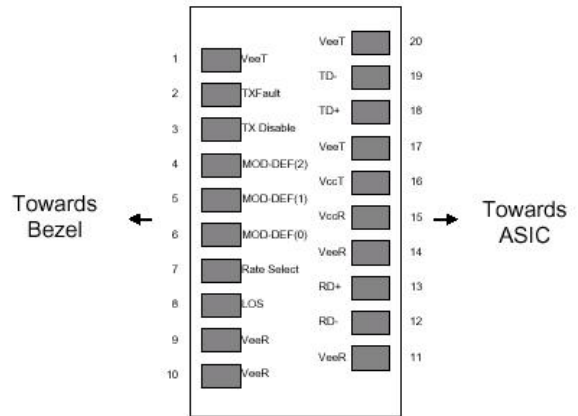 1 VeeT
2 TXFault
3 TX Disable
4 MOD-DEF(2)
5 MOD-DEF(1)
6 MOD-DEF(0)
7 Rate Select
8 LOS
9 VeeR
10 VeeR
VeeT 20
TD- 19
TD+ 18
VeeT 17
VccT 16
VccR 15
VeeR 14
RD+ 13
RD- 12
VeeR 11
Towards
Bezel
Towards
ASIC